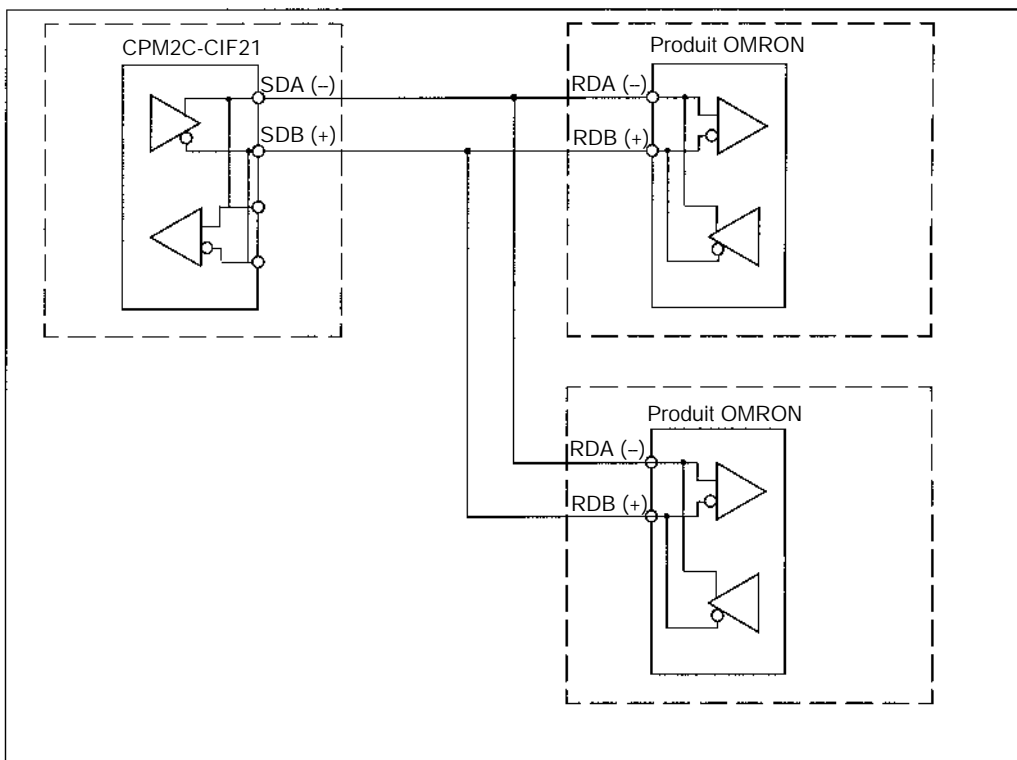 CPM2C-CIF21
SDA (–)
SDB (+)
Produit OMRON
RDA (–)
RDB (+)
Produit OMRON
RDA (–)
RDB (+)